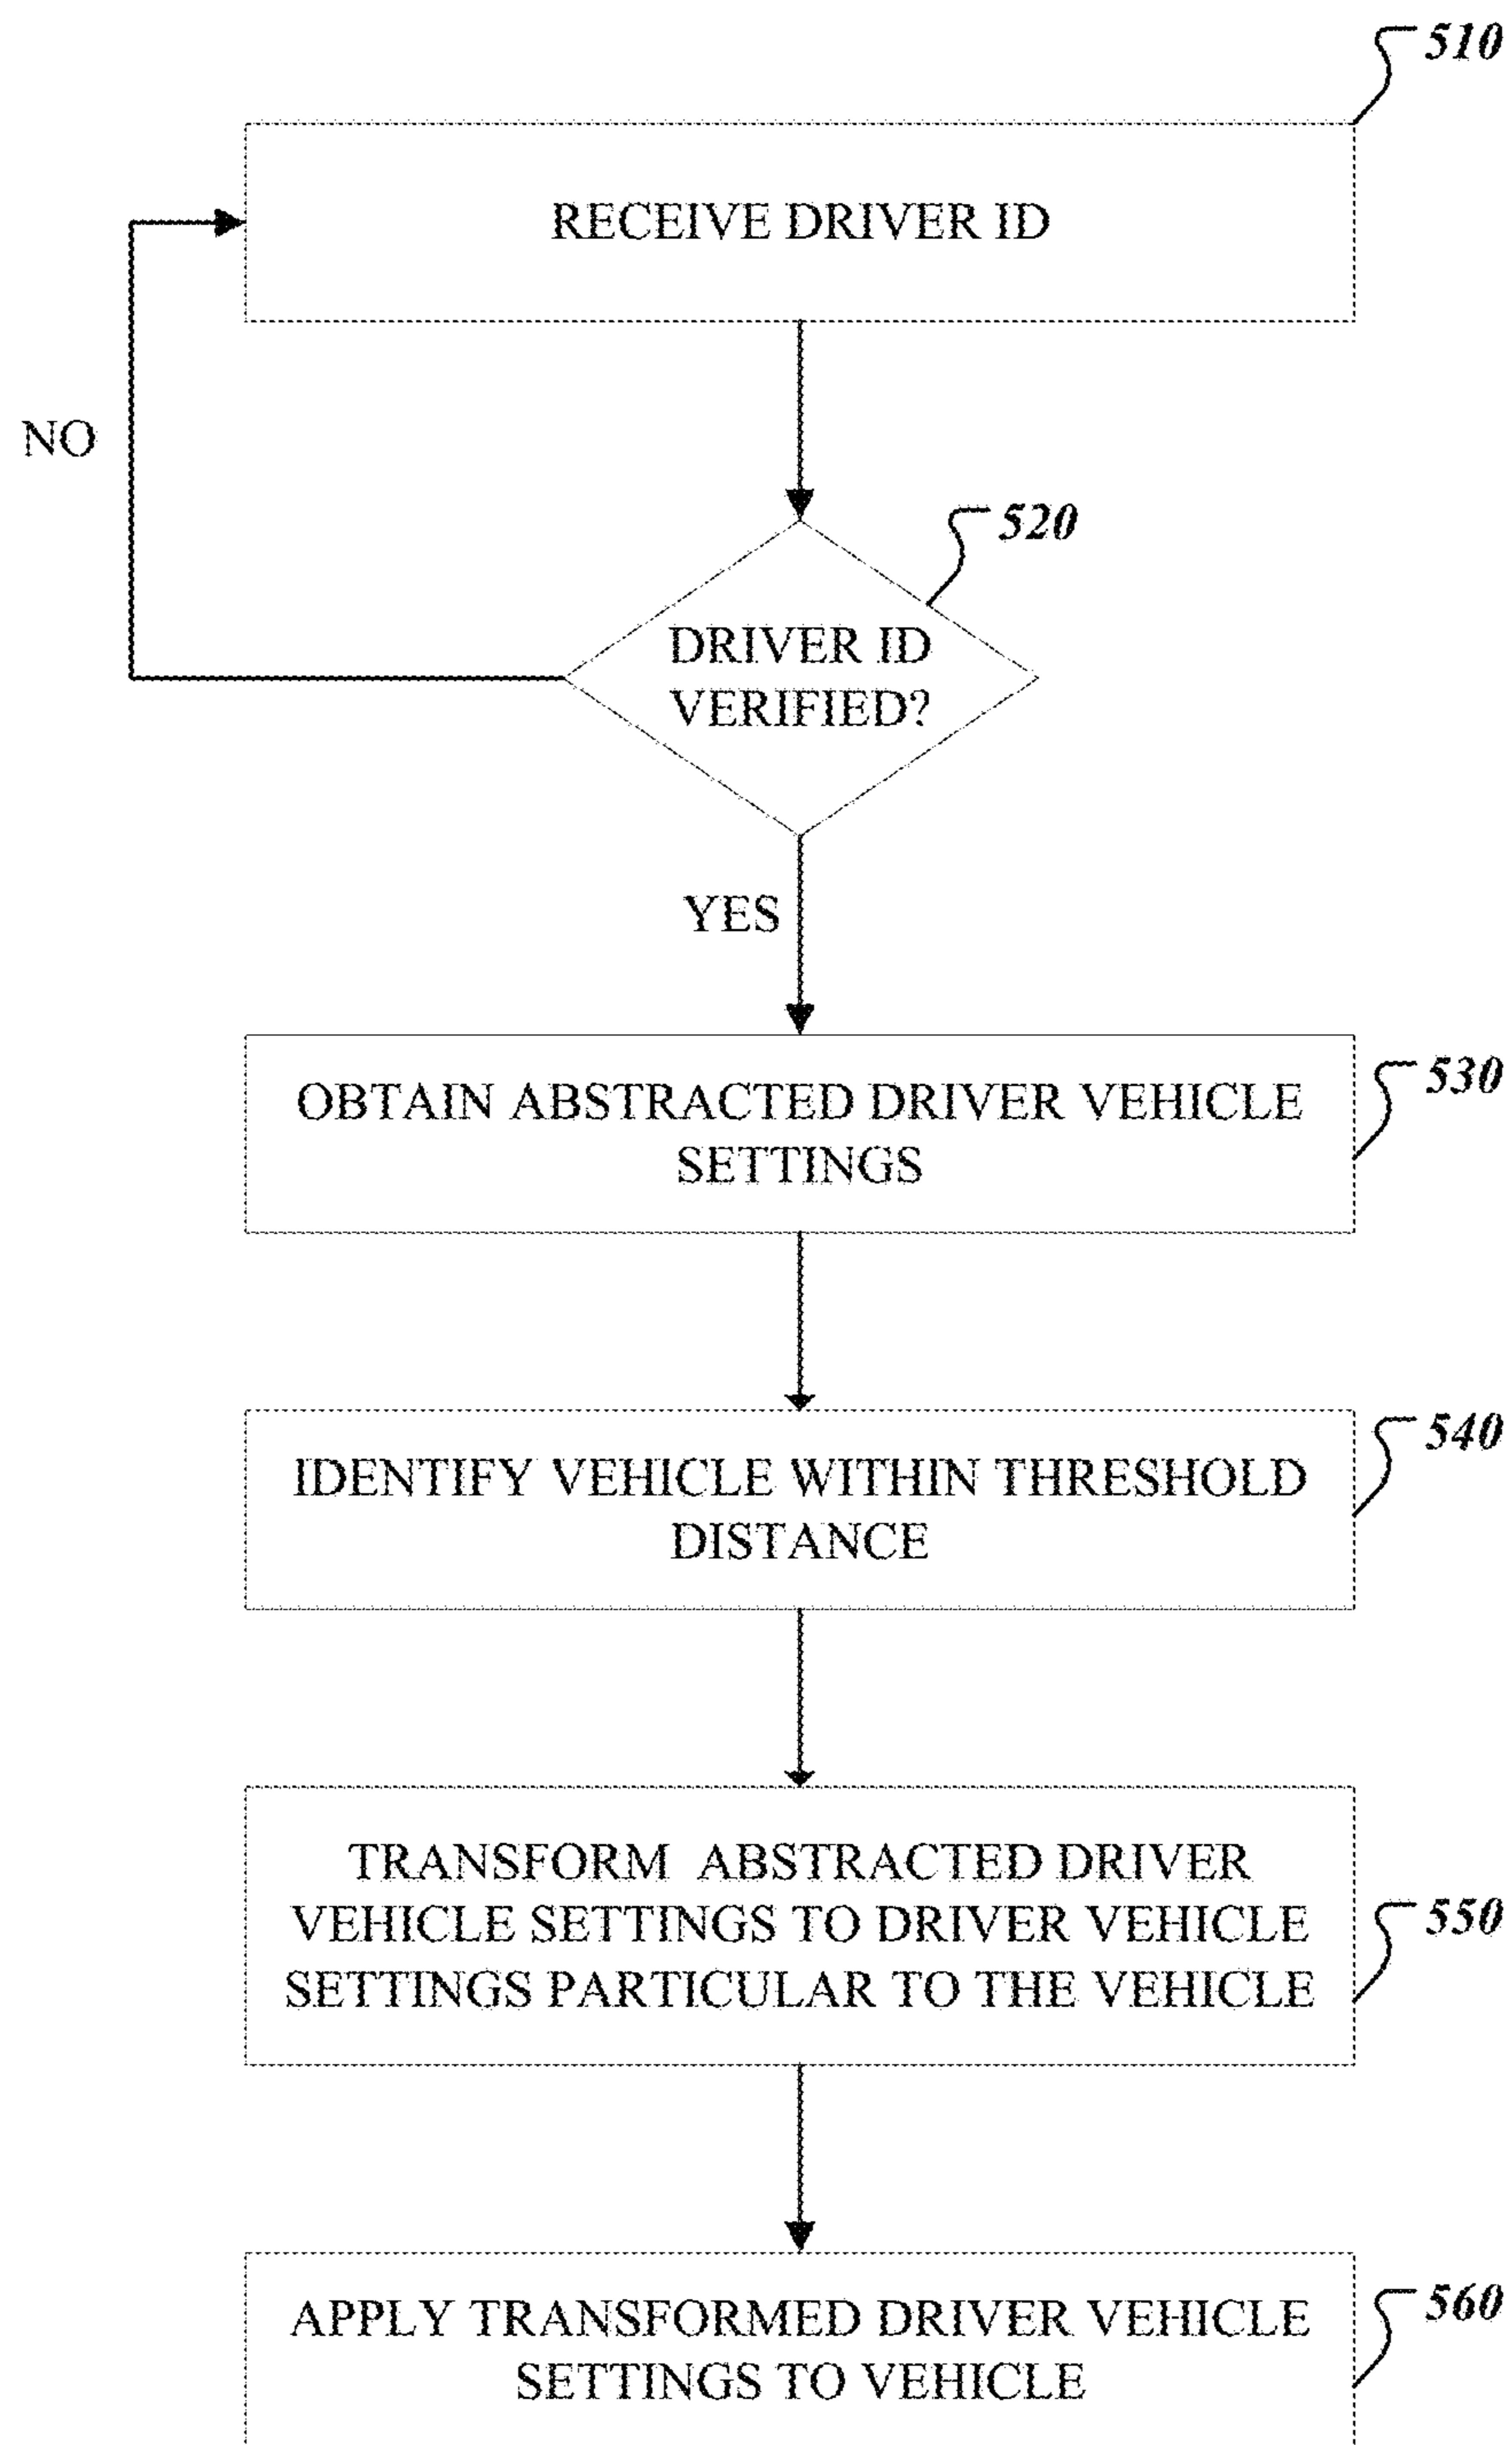 510
RECEIVE DRIVER ID
NO
520
DRIVER ID
VERIFIED?
YES
OBTAIN ABSTRACTED DRIVER VEHICLE
SETTINGS
530
IDENTIFY VEHICLE WITHIN THRESHOLD
DISTANCE
540
TRANSFORM ABSTRACTED DRIVER
VEHICLE SETTINGS TO DRIVER VEHICLE
SETTINGS PARTICULAR TO THE VEHICLE
550
APPLY TRANSFORMED DRIVER VEHICLE
SETTINGS TO VEHICLE
560